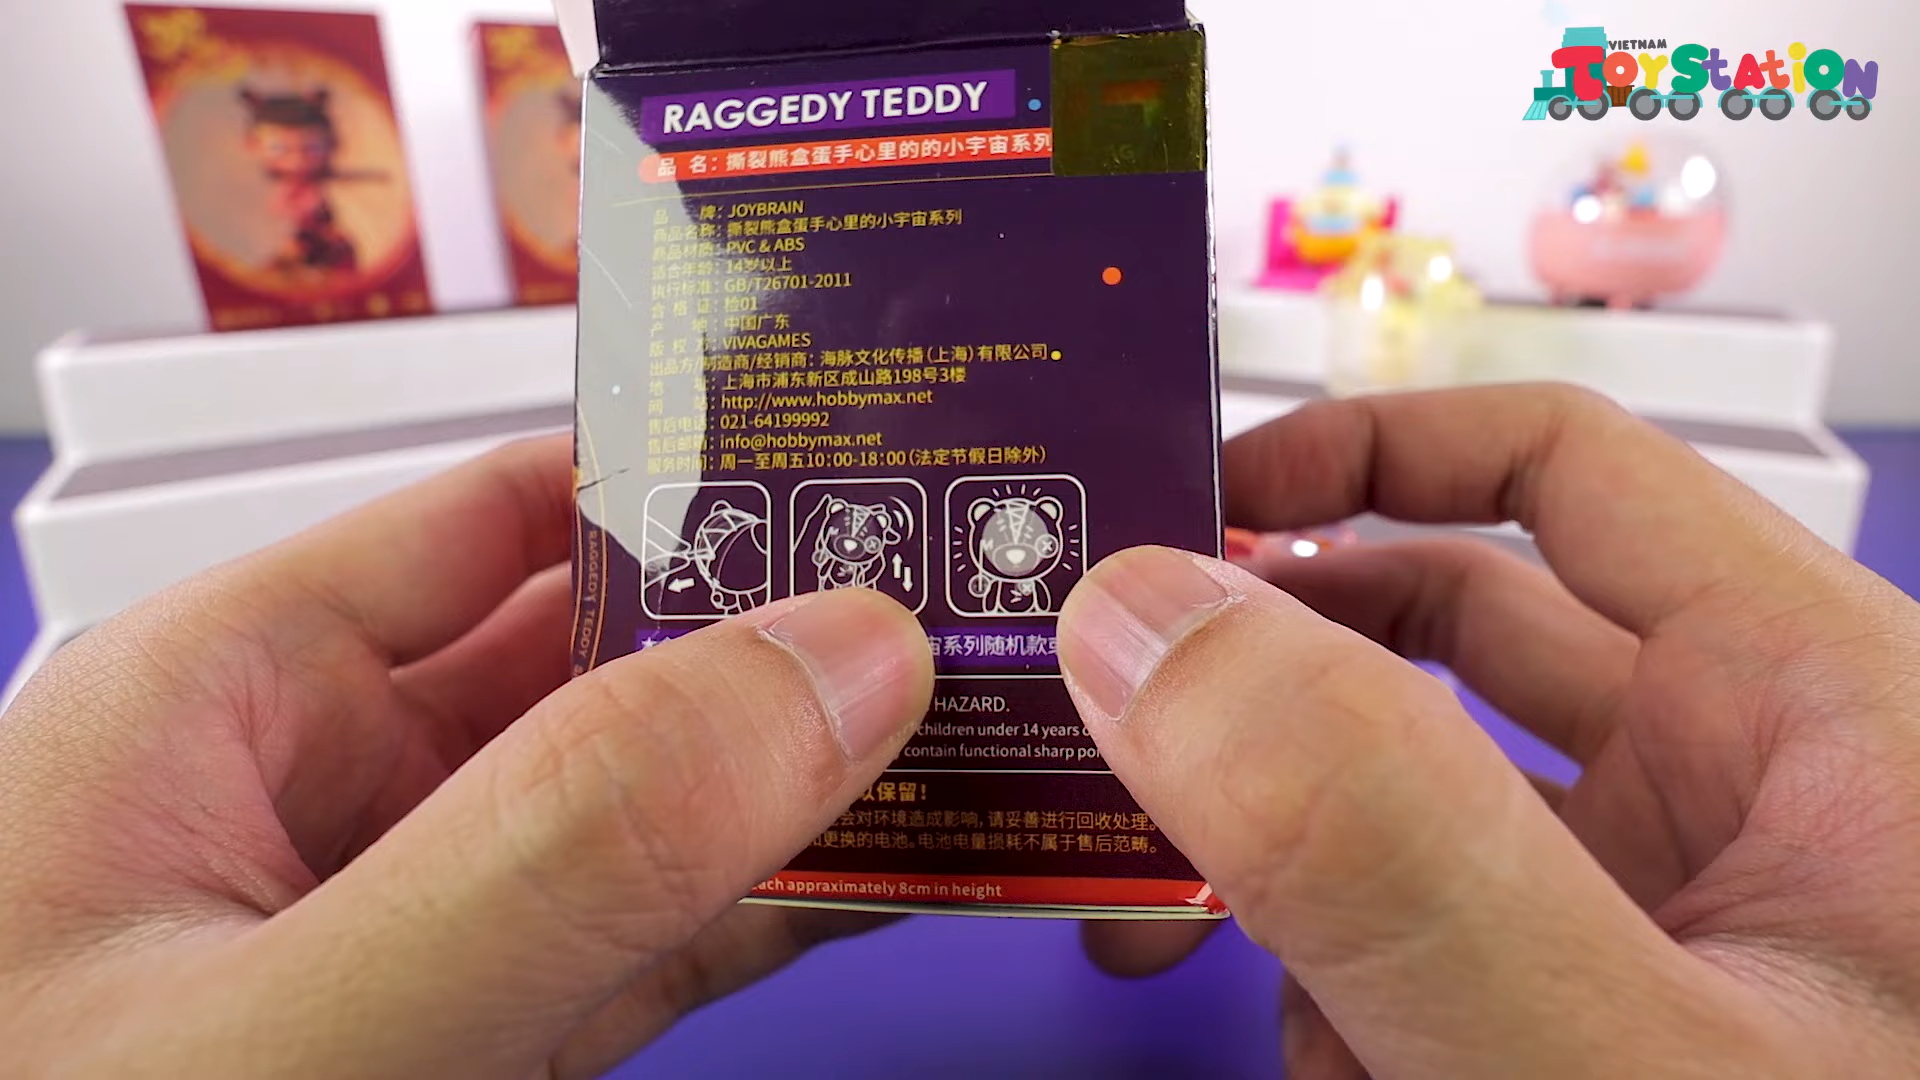 VIETNAM
TOYSTATION
RAGGEDY TEDDY
品 名：撕裂熊盒蛋手心里的的小宇宙系列
品 牌：JOYBRAIN
商品名称：撕裂熊盒蛋手心里的小宇宙系列
商品材质：PVC & ABS
适合年龄：14岁以上
执行标准：GB/T26701-2011
合 格 证：检01
产 地：中国广东
版 权 方：VIVAGAMES
出品方/制造商/经销商：海脉文化传播（上海）有限公司
地 址：上海市浦东新区成山路198号3楼
网 站：http://www.hobbymax.net
售后电话：021-64199992
售后邮箱：info@hobbymax.net
服务时间：周一至周五10:00-18:00（法定节假日除外）
RAGGEDY TEDDY
宙系列随机款
HAZARD.
children under 14 years
contain functional sharp
以保留！
会对环境造成影响，请妥善进行回收处理。
更换的电池。电池电量损耗不属于售后范畴。
appraximately 8cm in height